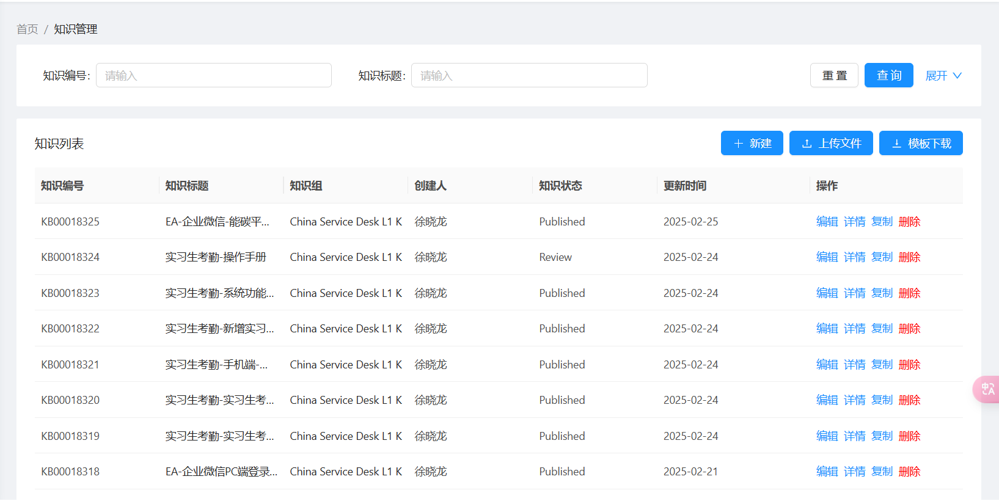 首页 / 知识管理
知识编号: 请输入 知识标题: 请输入 重 置 查 询 展开
知识列表 新建 上传文件 模板下载
知识编号 知识标题 知识组 创建人 知识状态 更新时间 操作
KB00018325 EA-企业微信-能碳平... China Service Desk L1 K 徐晓龙 Published 2025-02-25 编辑 详情 复制 删除
KB00018324 实习生考勤-操作手册 China Service Desk L1 K 徐晓龙 Review 2025-02-24 编辑 详情 复制 删除
KB00018323 实习生考勤-系统功能... China Service Desk L1 K 徐晓龙 Published 2025-02-24 编辑 详情 复制 删除
KB00018322 实习生考勤-新增实习... China Service Desk L1 K 徐晓龙 Published 2025-02-24 编辑 详情 复制 删除
KB00018321 实习生考勤-手机端-... China Service Desk L1 K 徐晓龙 Published 2025-02-24 编辑 详情 复制 删除
KB00018320 实习生考勤-实习生考... China Service Desk L1 K 徐晓龙 Published 2025-02-24 编辑 详情 复制 删除
KB00018319 实习生考勤-实习生考... China Service Desk L1 K 徐晓龙 Published 2025-02-24 编辑 详情 复制 删除
KB00018318 EA-企业微信PC端登录... China Service Desk L1 K 徐晓龙 Published 2025-02-21 编辑 详情 复制 删除